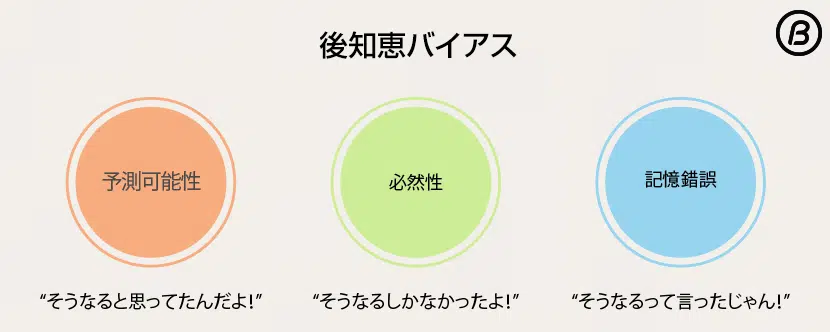 後知恵バイアス
予測可能性
必然性
記憶錯誤
“そうなると思ってたんだよ!”
“そうなるしかなかったよ!”
“そうなるって言ったじゃん!”